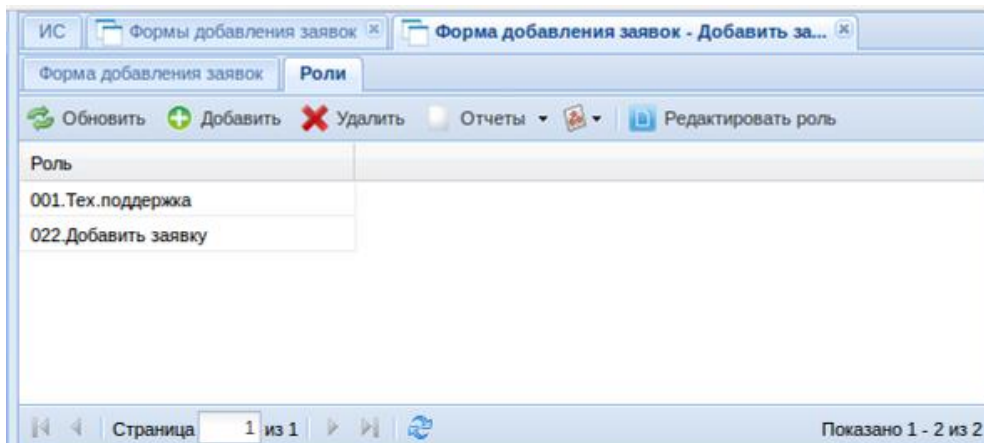 ИС Формы добавления заявок Форма добавления заявок - Добавить за...
Форма добавления заявок Роли
Обновить Добавить Удалить Отчеты Редактировать роль
Роль
001.Тех.поддержка
022.Добавить заявку
Страница 1 из 1 Показано 1 - 2 из 2